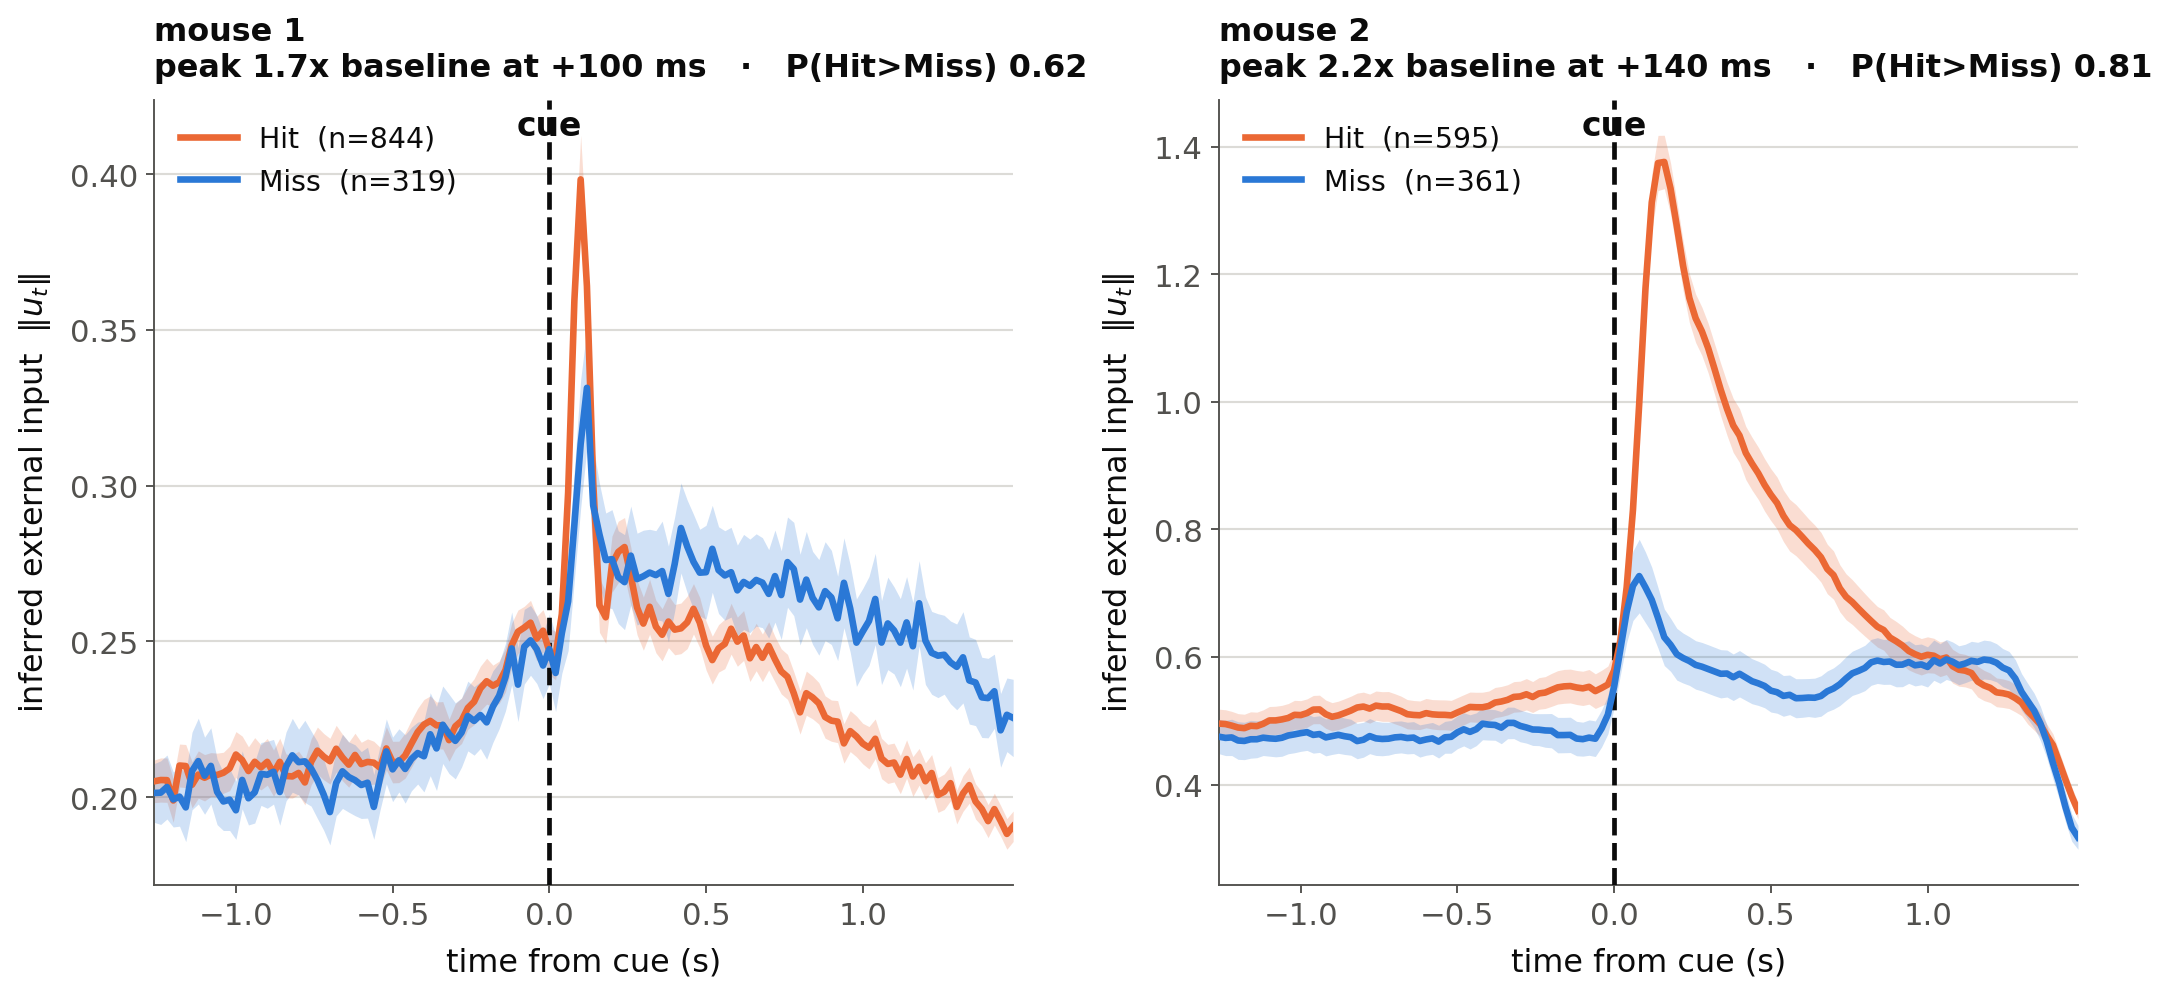 mouse 1
peak 1.7x baseline at +100 ms · P(Hit>Miss) 0.62
cue
Hit (n=844)
Miss (n=319)
0.40
0.35
0.30
0.25
0.20
inferred external input ‖u_t‖
−1.0
−0.5
0.0
0.5
1.0
time from cue (s)
mouse 2
peak 2.2x baseline at +140 ms · P(Hit>Miss) 0.81
cue
Hit (n=595)
Miss (n=361)
1.4
1.2
1.0
0.8
0.6
0.4
inferred external input ‖u_t‖
−1.0
−0.5
0.0
0.5
1.0
time from cue (s)